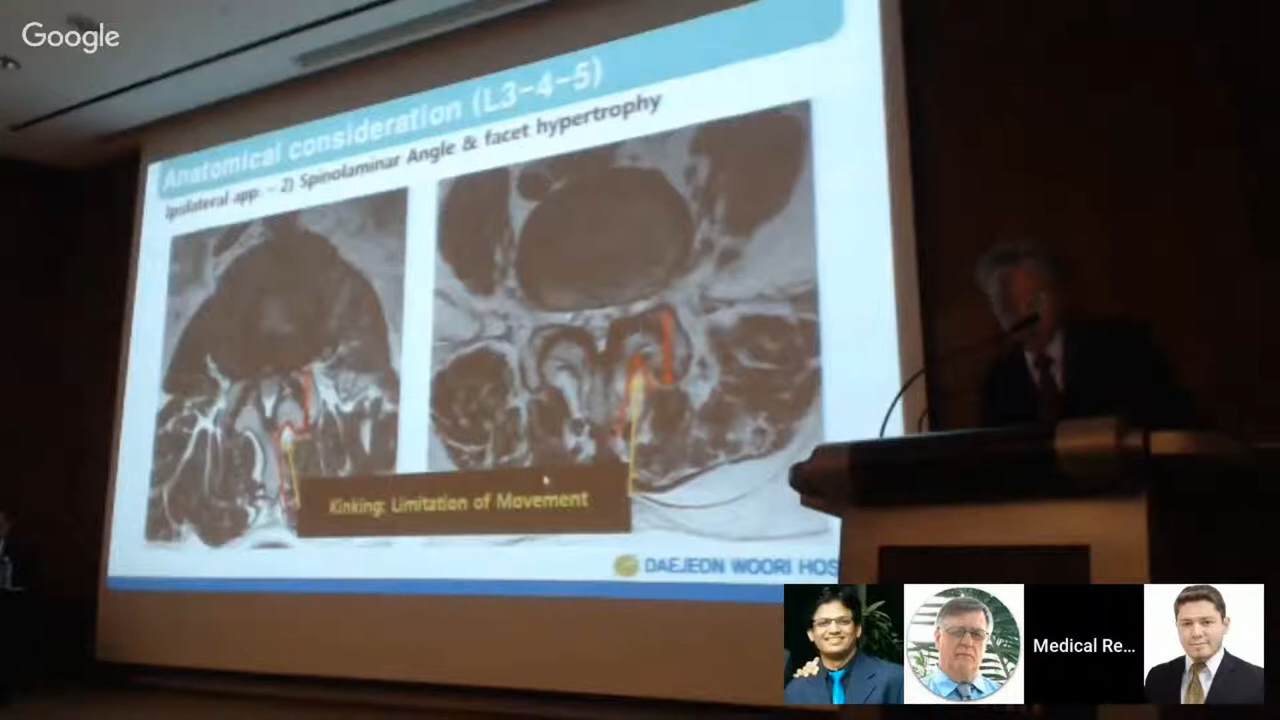 Google
Anatomical consideration (L3-4-5)
Ipsilateral app. - 2) Spinolaminar Angle & facet hypertrophy
Kinking: Limitation of Movement
DAEJEON WOORI HOS
Medical Re...